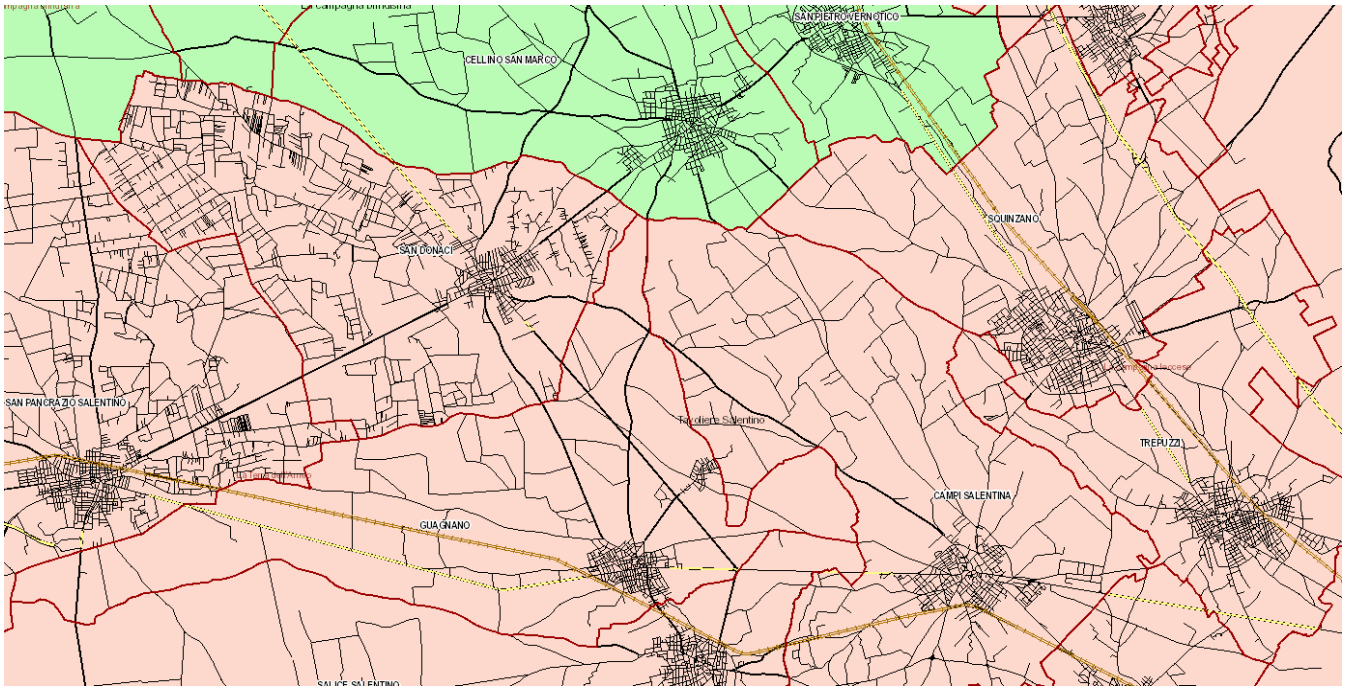 La campagna brindisina
SAN PIETRO VERNOTICO
CELLINO SAN MARCO
SQUINZANO
SAN DONACI
SAN PANCRAZIO SALENTINO
Tavoliere Salentino
TREPUZZI
CAMPI SALENTINA
GUAGNANO
SALICE SALENTINO